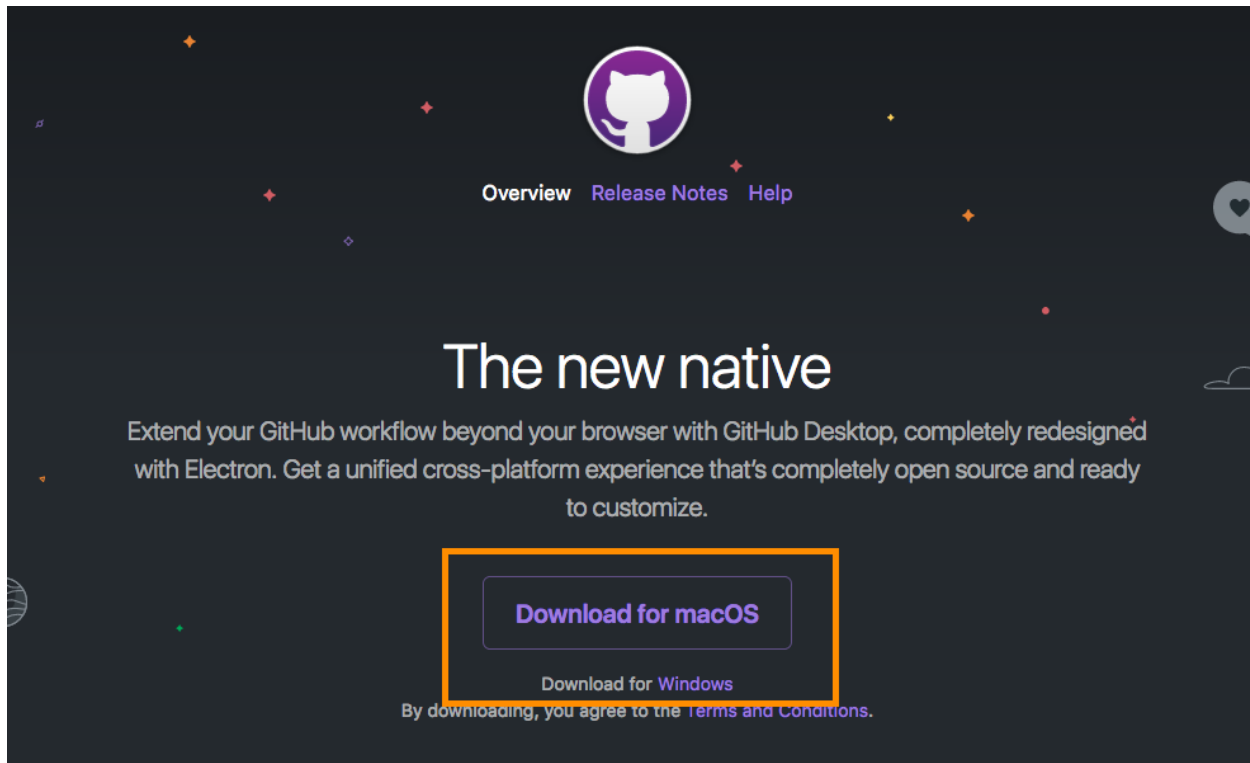 Overview Release Notes Help
The new native
Extend your GitHub workflow beyond your browser with GitHub Desktop, completely redesigned
with Electron. Get a unified cross-platform experience that's completely open source and ready
to customize.
Download for macOS
Download for Windows
By downloading, you agree to the Terms and Conditions.